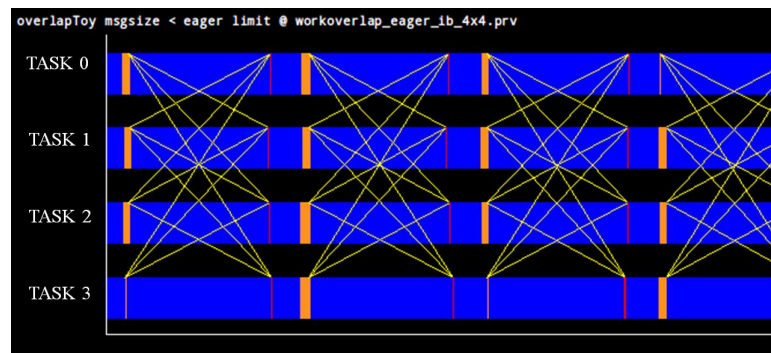 overlapToy msgsize < eager limit @ workoverlap_eager_ib_4x4.prv
TASK 0
TASK 1
TASK 2
TASK 3